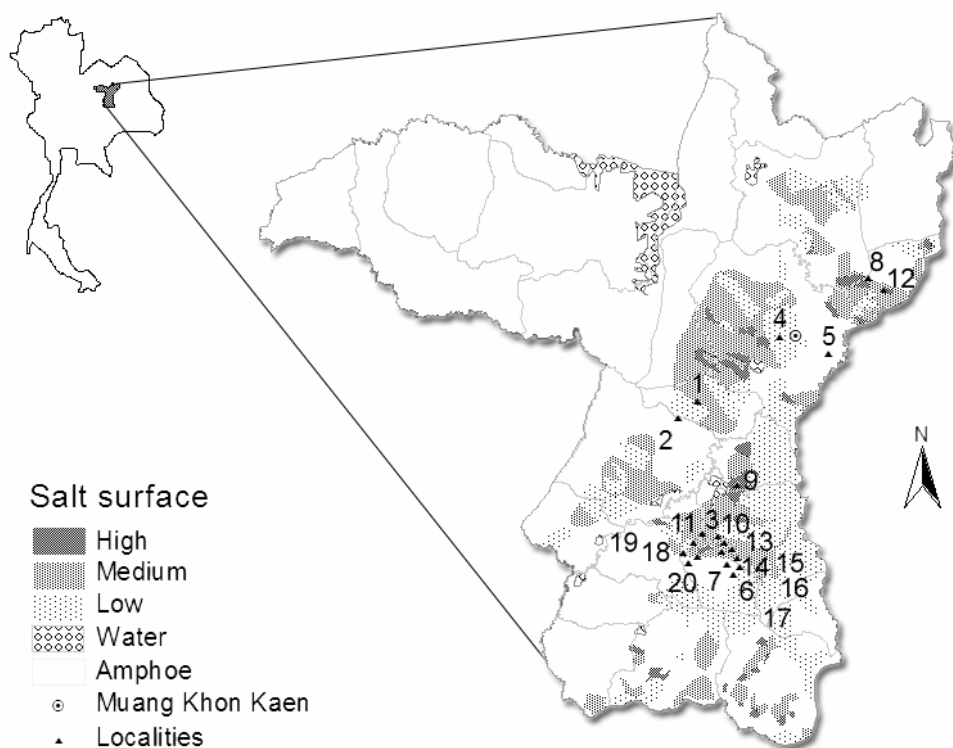 8
12
4
5
1
2
N
9
11 3 10
19 18 13
20 7 14 15
6 16
17
Salt surface
High
Medium
Low
Water
Amphoe
Muang Khon Kaen
Localities